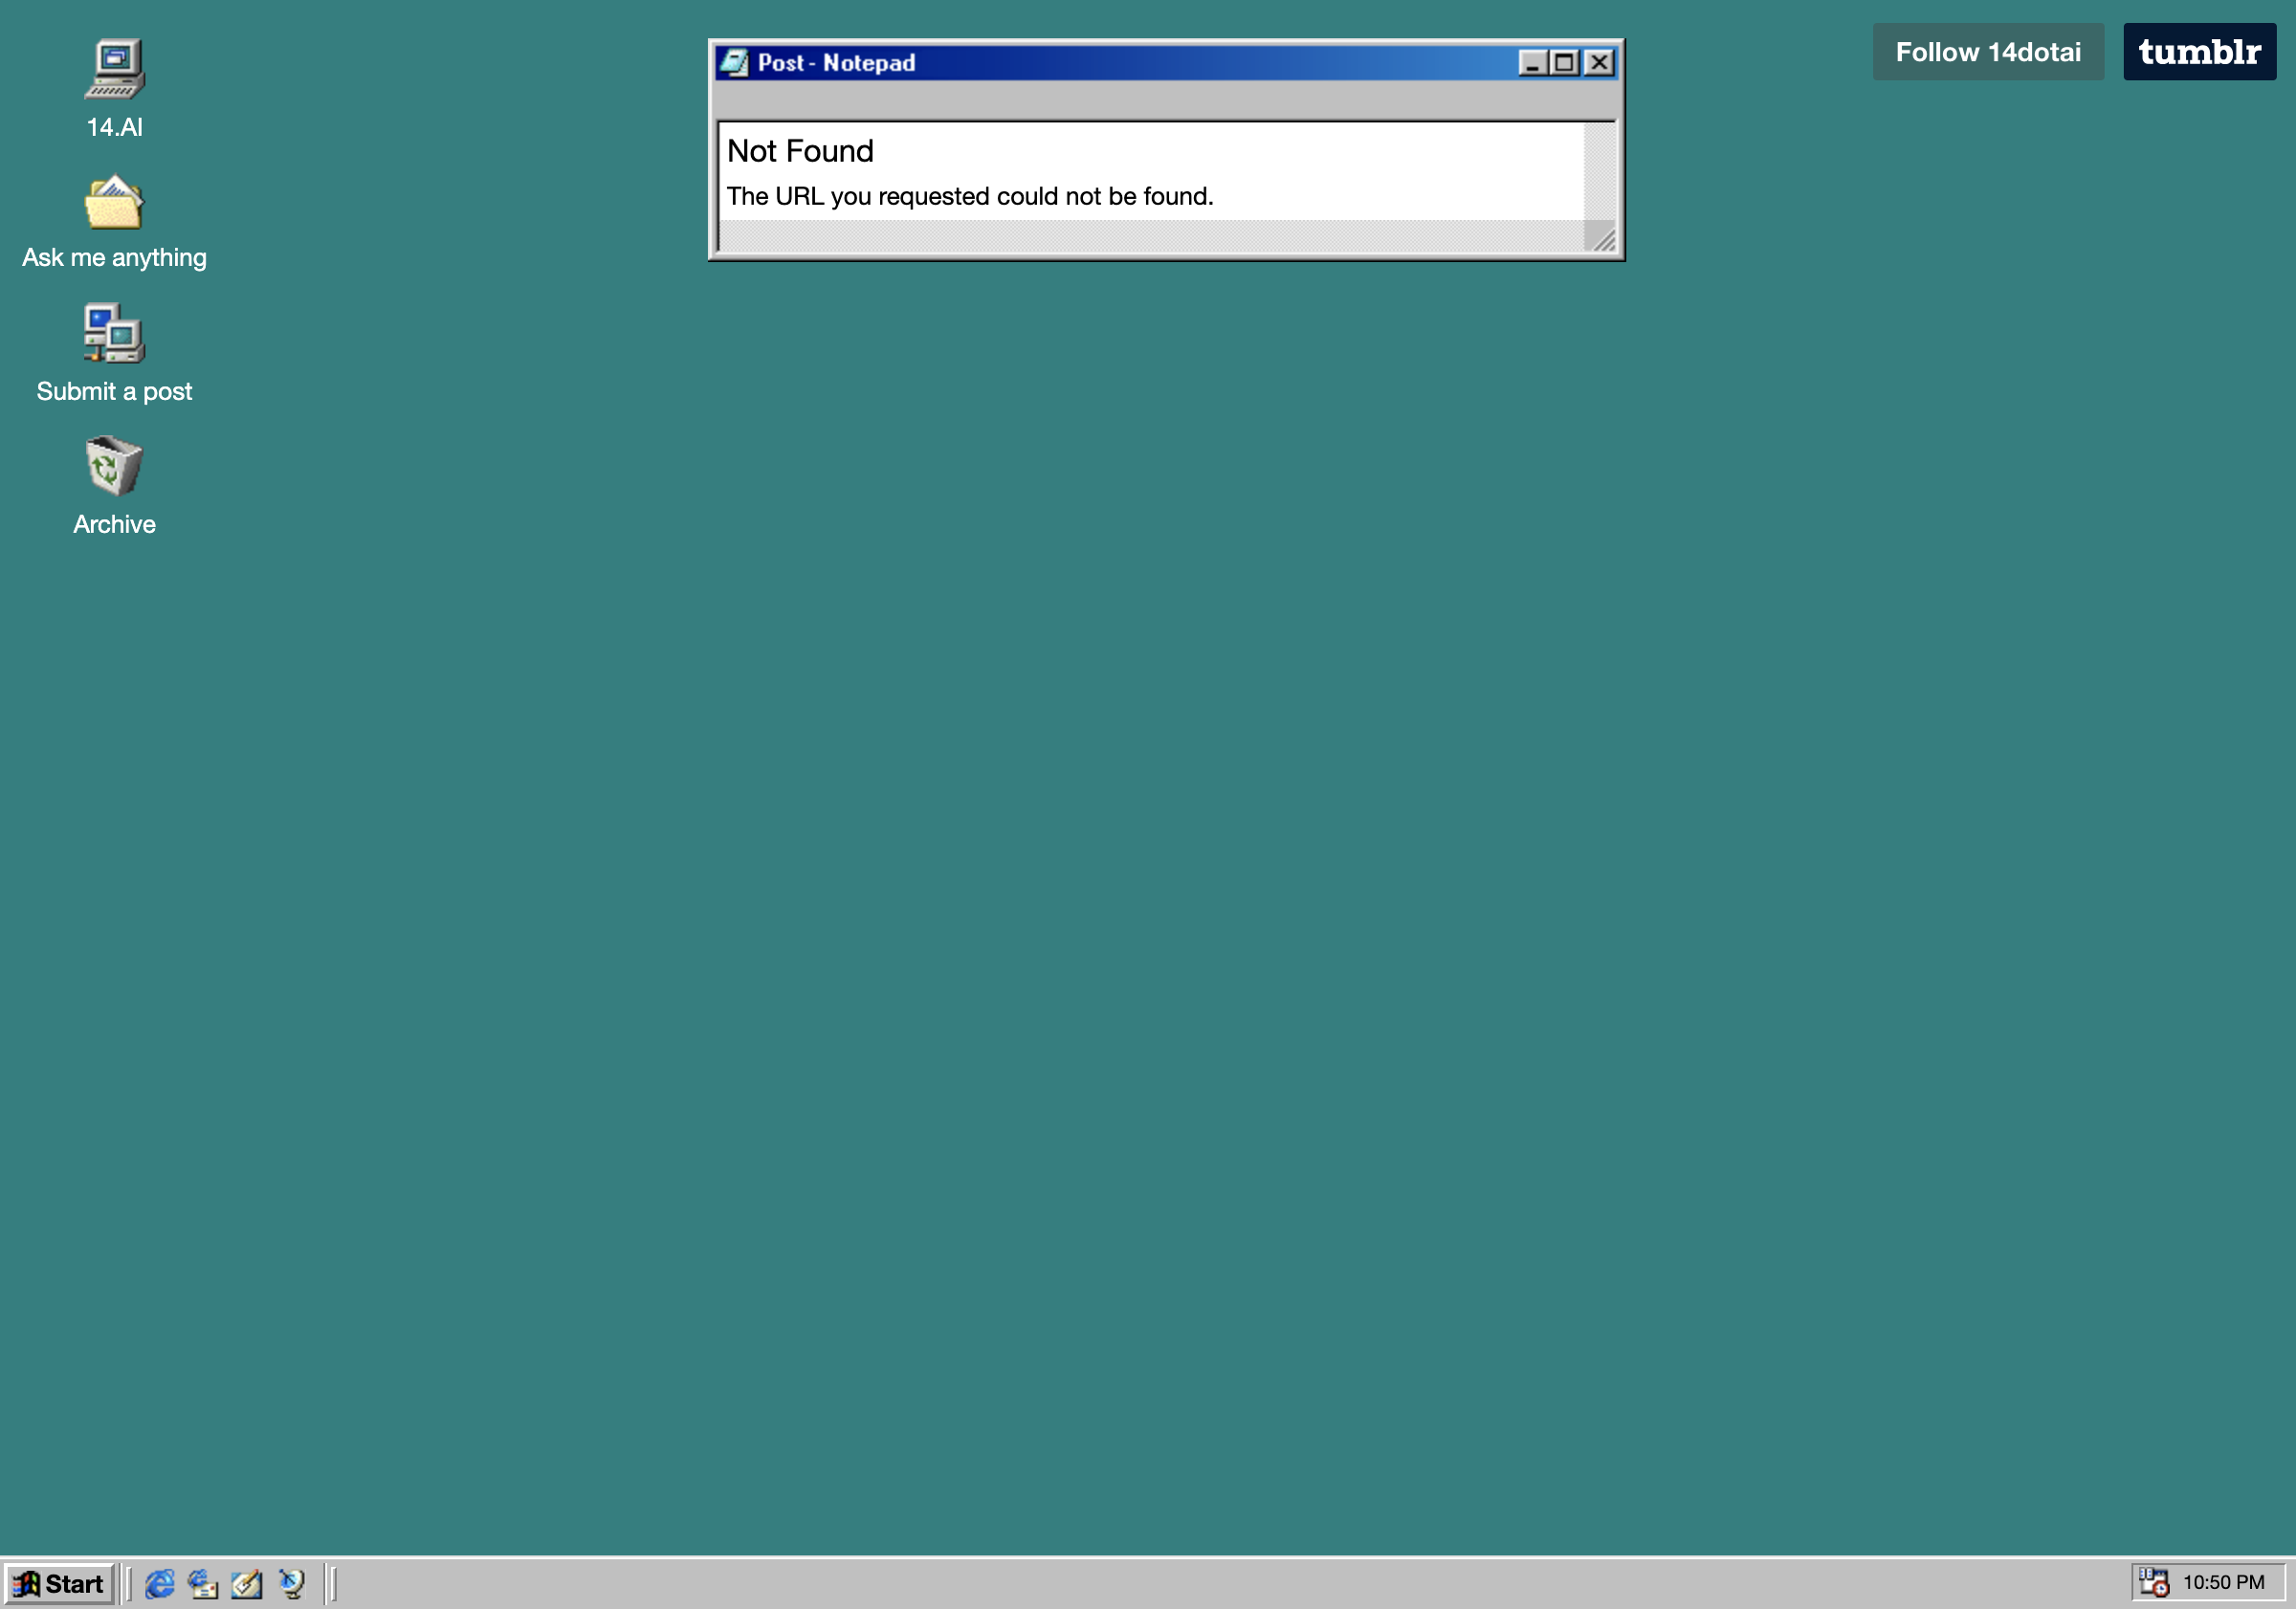 14.AI
Ask me anything
Submit a post
Archive
Post - Notepad
Not Found
The URL you requested could not be found.
Follow 14dotai
tumblr
Start
10:50 PM